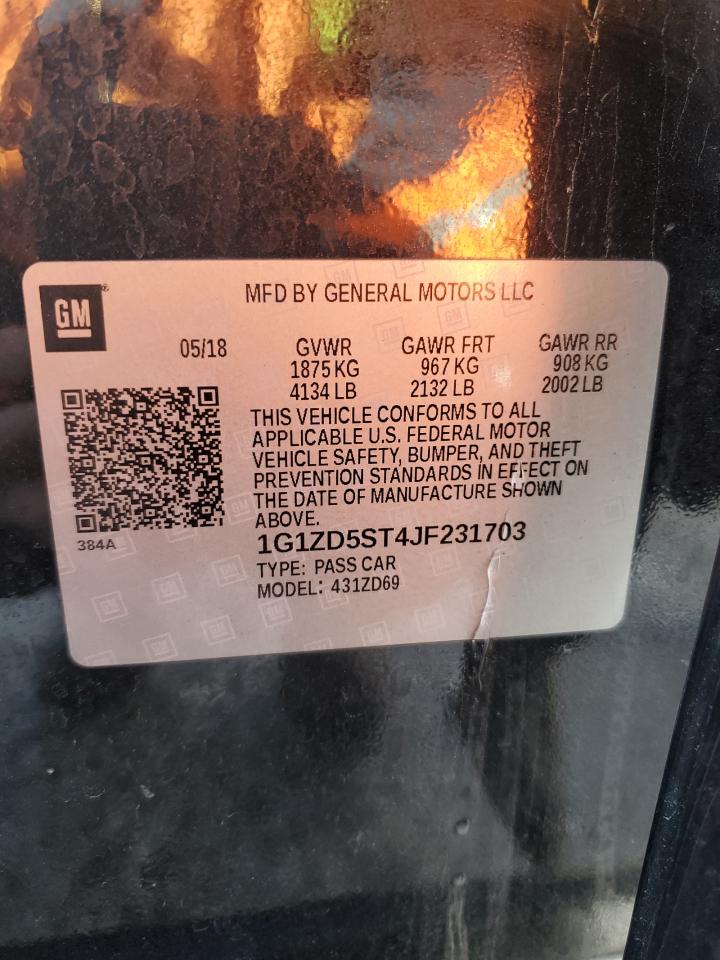 GM
MFD BY GENERAL MOTORS LLC
05/18
GVWR
1875 KG
4134 LB
GAWR FRT
967 KG
2132 LB
GAWR RR
908 KG
2002 LB
THIS VEHICLE CONFORMS TO ALL
APPLICABLE U.S. FEDERAL MOTOR
VEHICLE SAFETY, BUMPER, AND THEFT
PREVENTION STANDARDS IN EFFECT ON
THE DATE OF MANUFACTURE SHOWN
ABOVE.
384A
1G1ZD5ST4JF231703
TYPE: PASS CAR
MODEL: 431ZD69